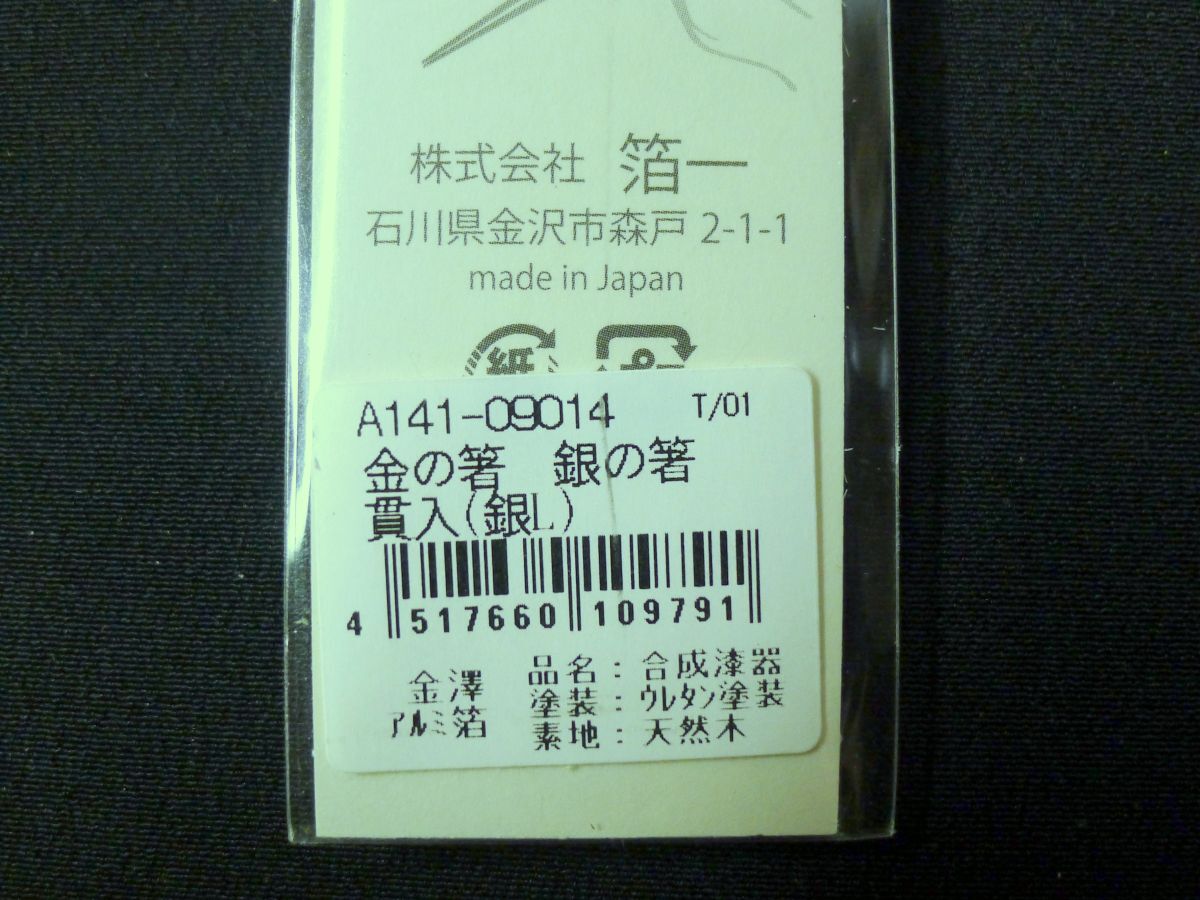 株式会社 箔一
石川県金沢市森戸 2-1-1
made in Japan
紙 プ
A141-09014 T/01
金の箸 銀の箸
貫入(銀L)
4 517660 109791
金澤
ｱﾙﾐ箔
品名：合成漆器
塗装：ｳﾚﾀﾝ塗装
素地：天然木